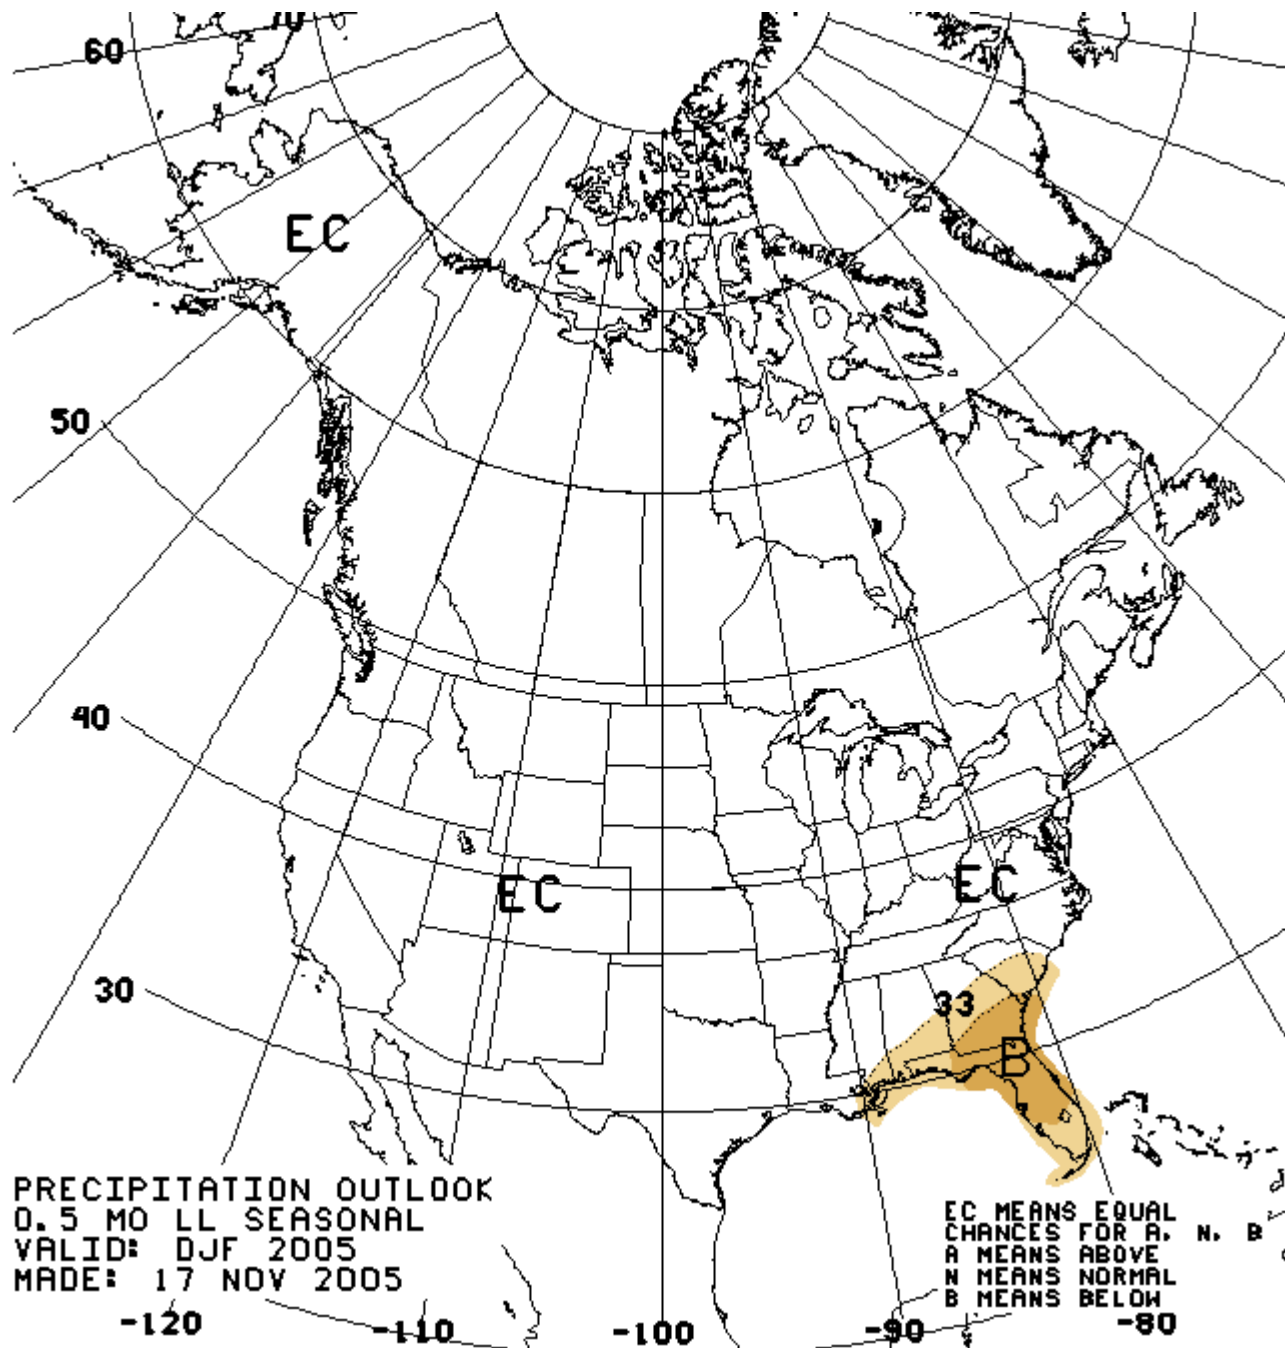 70
60
EC
50
40
EC
EC
30
33
B
PRECIPITATION OUTLOOK
0.5 MO LL SEASONAL
VALID: DJF 2005
MADE: 17 NOV 2005
EC MEANS EQUAL
CHANCES FOR A, N, B
A MEANS ABOVE
N MEANS NORMAL
B MEANS BELOW
-120
-110
-100
-90
-80